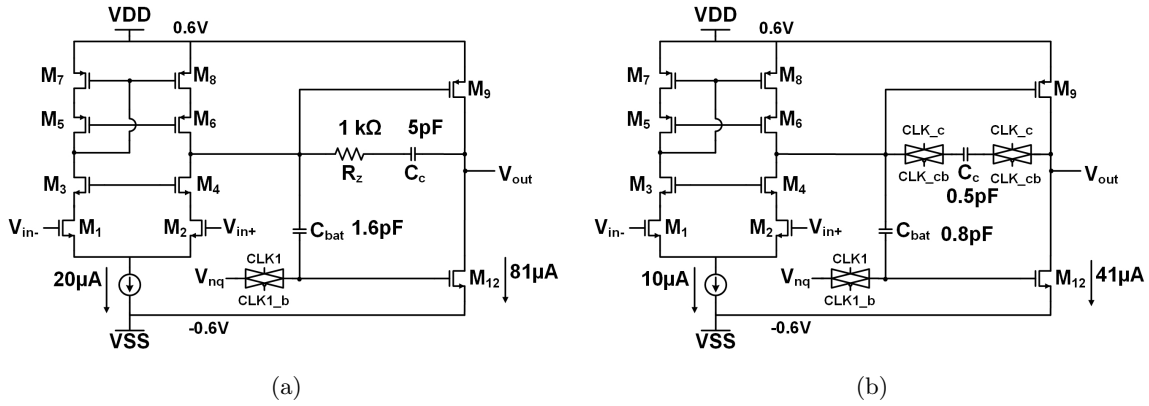 VDD
0.6V
M7
M8
M9
M5
M6
1 kΩ
5pF
Rz
Cc
Vout
M3
M4
Vin-
M1
M2
Vin+
Cbat 1.6pF
CLK1
Vnq
CLK1_b
M12
20µA
81µA
-0.6V
VSS
(a)
VDD
0.6V
M7
M8
M9
M5
M6
CLK_c
CLK_c
CLK_cb
Cc
CLK_cb
0.5pF
Vout
M3
M4
Vin-
M1
M2
Vin+
Cbat 0.8pF
CLK1
Vnq
CLK1_b
M12
10µA
41µA
-0.6V
VSS
(b)